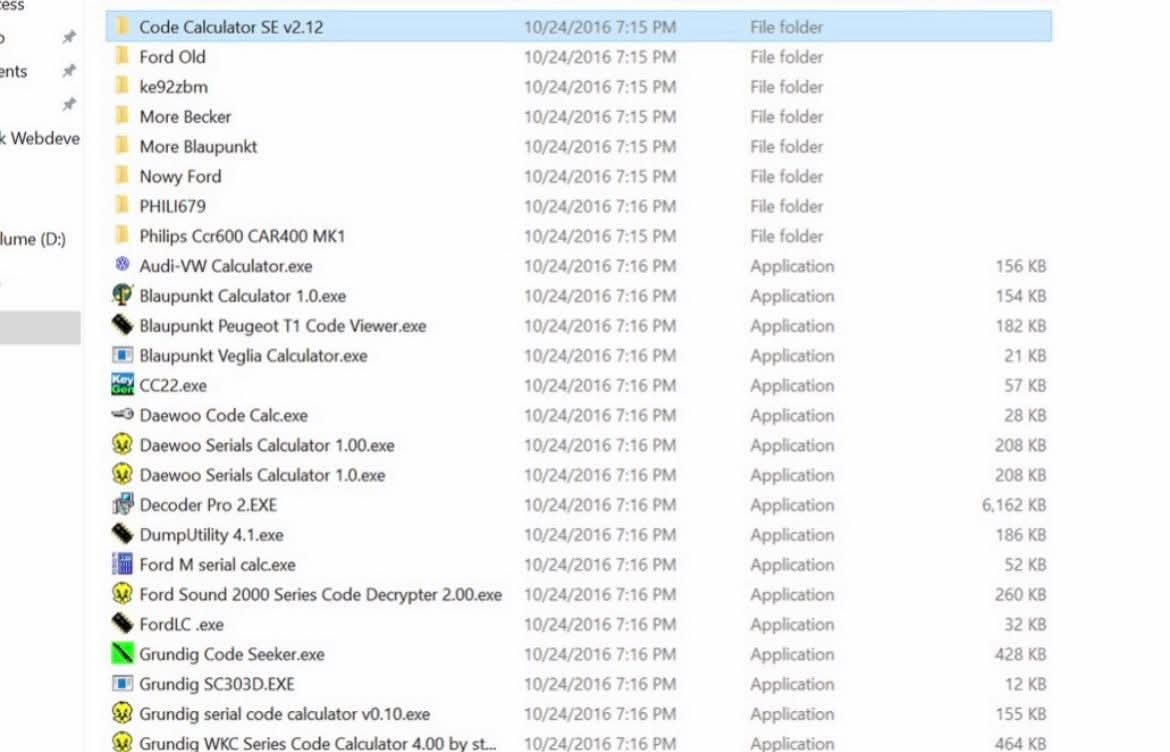 cess
Code Calculator SE v2.12 10/24/2016 7:15 PM File folder
Ford Old 10/24/2016 7:15 PM File folder
ke92zbm 10/24/2016 7:15 PM File folder
ents More Becker 10/24/2016 7:15 PM File folder
k Webdeve More Blaupunkt 10/24/2016 7:15 PM File folder
Nowy Ford 10/24/2016 7:15 PM File folder
PHILI679 10/24/2016 7:16 PM File folder
lume (D:) Philips Ccr600 CAR400 MK1 10/24/2016 7:15 PM File folder
Audi-VW Calculator.exe 10/24/2016 7:16 PM Application 156 KB
Blaupunkt Calculator 1.0.exe 10/24/2016 7:16 PM Application 154 KB
Blaupunkt Peugeot T1 Code Viewer.exe 10/24/2016 7:16 PM Application 182 KB
Blaupunkt Veglia Calculator.exe 10/24/2016 7:16 PM Application 21 KB
Key Gen CC22.exe 10/24/2016 7:16 PM Application 57 KB
Daewoo Code Calc.exe 10/24/2016 7:16 PM Application 28 KB
Daewoo Serials Calculator 1.00.exe 10/24/2016 7:16 PM Application 208 KB
Daewoo Serials Calculator 1.0.exe 10/24/2016 7:16 PM Application 208 KB
Decoder Pro 2.EXE 10/24/2016 7:16 PM Application 6,162 KB
DumpUtility 4.1.exe 10/24/2016 7:16 PM Application 186 KB
Ford M serial calc.exe 10/24/2016 7:16 PM Application 52 KB
Ford Sound 2000 Series Code Decrypter 2.00.exe 10/24/2016 7:16 PM Application 260 KB
FordLC .exe 10/24/2016 7:16 PM Application 32 KB
Grundig Code Seeker.exe 10/24/2016 7:16 PM Application 428 KB
Grundig SC303D.EXE 10/24/2016 7:16 PM Application 12 KB
Grundig serial code calculator v0.10.exe 10/24/2016 7:16 PM Application 155 KB
Grundig WKC Series Code Calculator 4.00 by st... 10/24/2016 7:16 PM Application 464 KB